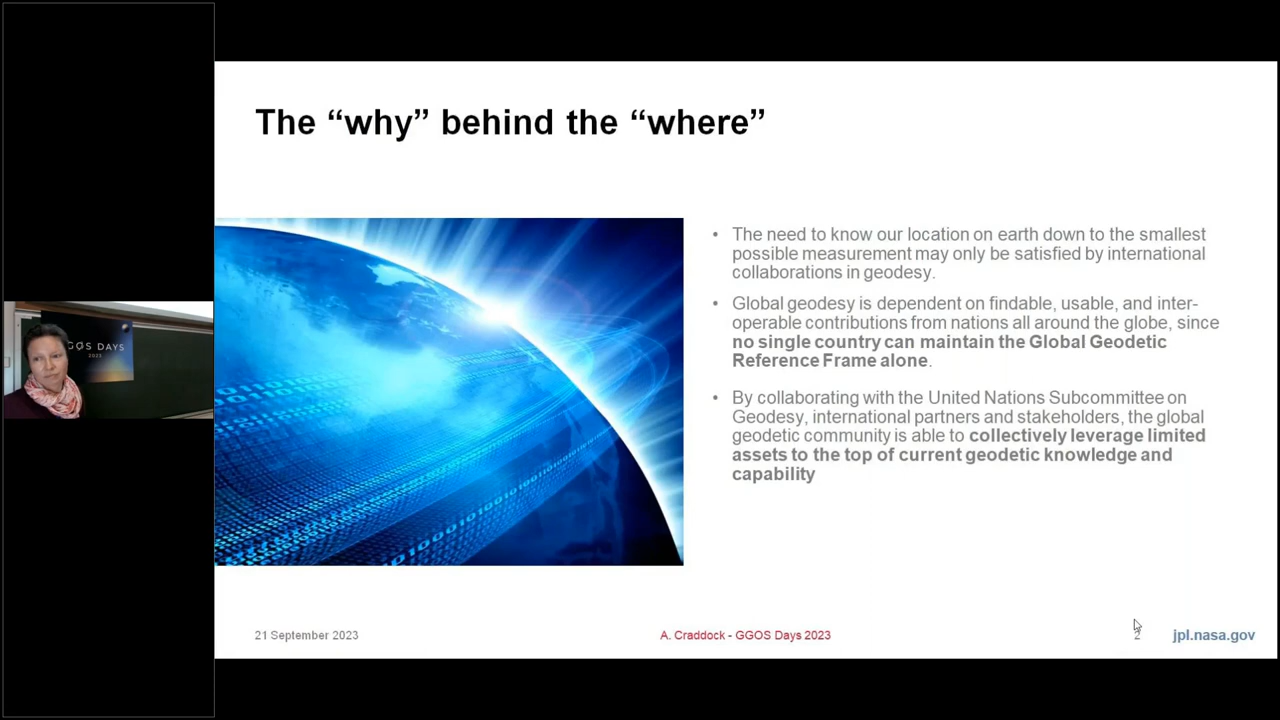 The “why” behind the “where”
• The need to know our location on earth down to the smallest
possible measurement may only be satisfied by international
collaborations in geodesy.
• Global geodesy is dependent on findable, usable, and inter-
operable contributions from nations all around the globe, since
no single country can maintain the Global Geodetic
Reference Frame alone.
• By collaborating with the United Nations Subcommittee on
Geodesy, international partners and stakeholders, the global
geodetic community is able to collectively leverage limited
assets to the top of current geodetic knowledge and
capability
GOS DAYS
2023
21 September 2023
A. Craddock - GGOS Days 2023
2
jpl.nasa.gov